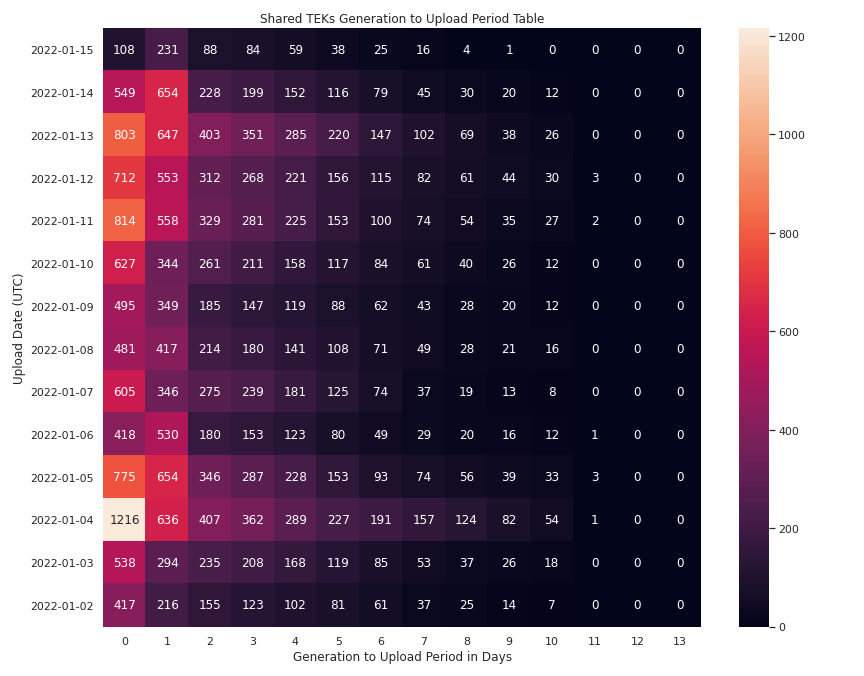 Shared TEKs Generation to Upload Period Table
Upload Date (UTC)
2022-01-15 108 231 88 84 59 38 25 16 4 1 0 0 0 0
2022-01-14 549 654 228 199 152 116 79 45 30 20 12 0 0 0
2022-01-13 803 647 403 351 285 220 147 102 69 38 26 0 0 0
2022-01-12 712 553 312 268 221 156 115 82 61 44 30 3 0 0
2022-01-11 814 558 329 281 225 153 100 74 54 35 27 2 0 0
2022-01-10 627 344 261 211 158 117 84 61 40 26 12 0 0 0
2022-01-09 495 349 185 147 119 88 62 43 28 20 12 0 0 0
2022-01-08 481 417 214 180 141 108 71 49 28 21 16 0 0 0
2022-01-07 605 346 275 239 181 125 74 37 19 13 8 0 0 0
2022-01-06 418 530 180 153 123 80 49 29 20 16 12 1 0 0
2022-01-05 775 654 346 287 228 153 93 74 56 39 33 3 0 0
2022-01-04 1216 636 407 362 289 227 191 157 124 82 54 1 0 0
2022-01-03 538 294 235 208 168 119 85 53 37 26 18 0 0 0
2022-01-02 417 216 155 123 102 81 61 37 25 14 7 0 0 0
0 1 2 3 4 5 6 7 8 9 10 11 12 13
Generation to Upload Period in Days
1200
1000
800
600
400
200
0